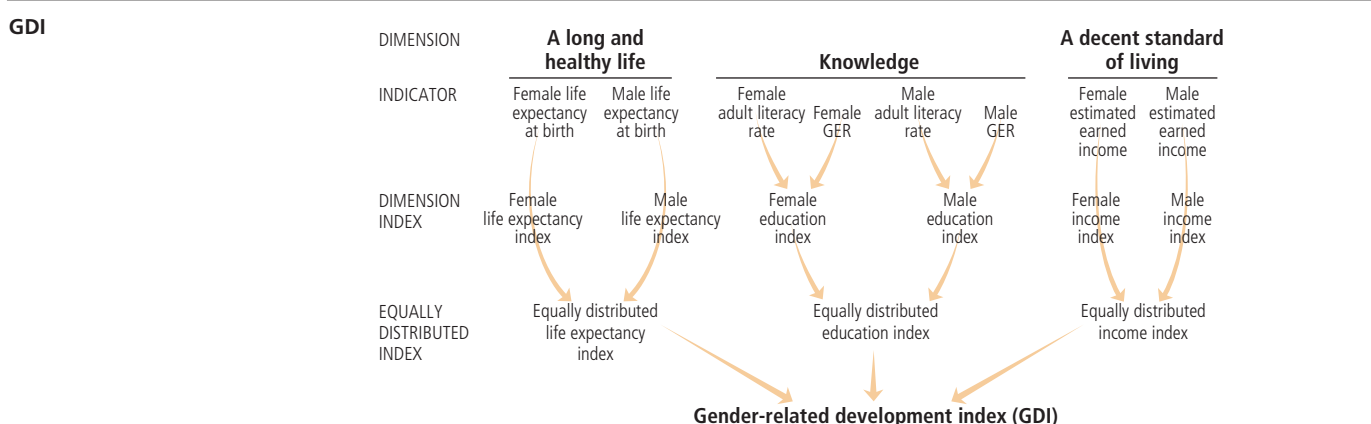 GDI
DIMENSION
A long and
healthy life
Knowledge
A decent standard
of living
INDICATOR
Female life
expectancy
at birth
Male life
expectancy
at birth
Female
adult literacy
rate
Female
GER
Male
adult literacy
rate
Male
GER
Female
estimated
earned
income
Male
estimated
earned
income
DIMENSION
INDEX
Female
life expectancy
index
Male
life expectancy
index
Female
education
index
Male
education
index
Female
income
index
Male
income
index
EQUALLY
DISTRIBUTED
INDEX
Equally distributed
life expectancy
index
Equally distributed
education index
Equally distributed
income index
Gender-related development index (GDI)